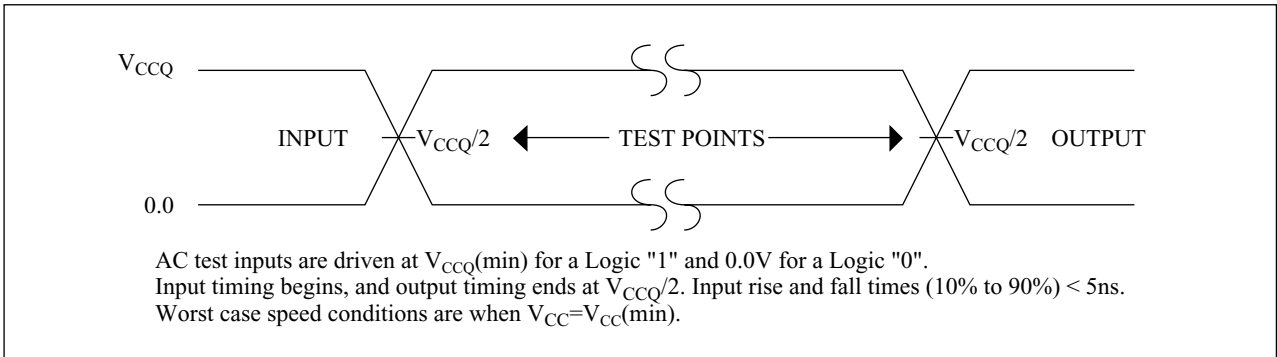 VCCQ
INPUT VCCQ/2 TEST POINTS VCCQ/2 OUTPUT
0.0
AC test inputs are driven at VCCQ(min) for a Logic "1" and 0.0V for a Logic "0".
Input timing begins, and output timing ends at VCCQ/2. Input rise and fall times (10% to 90%) < 5ns.
Worst case speed conditions are when VCC=VCC(min).